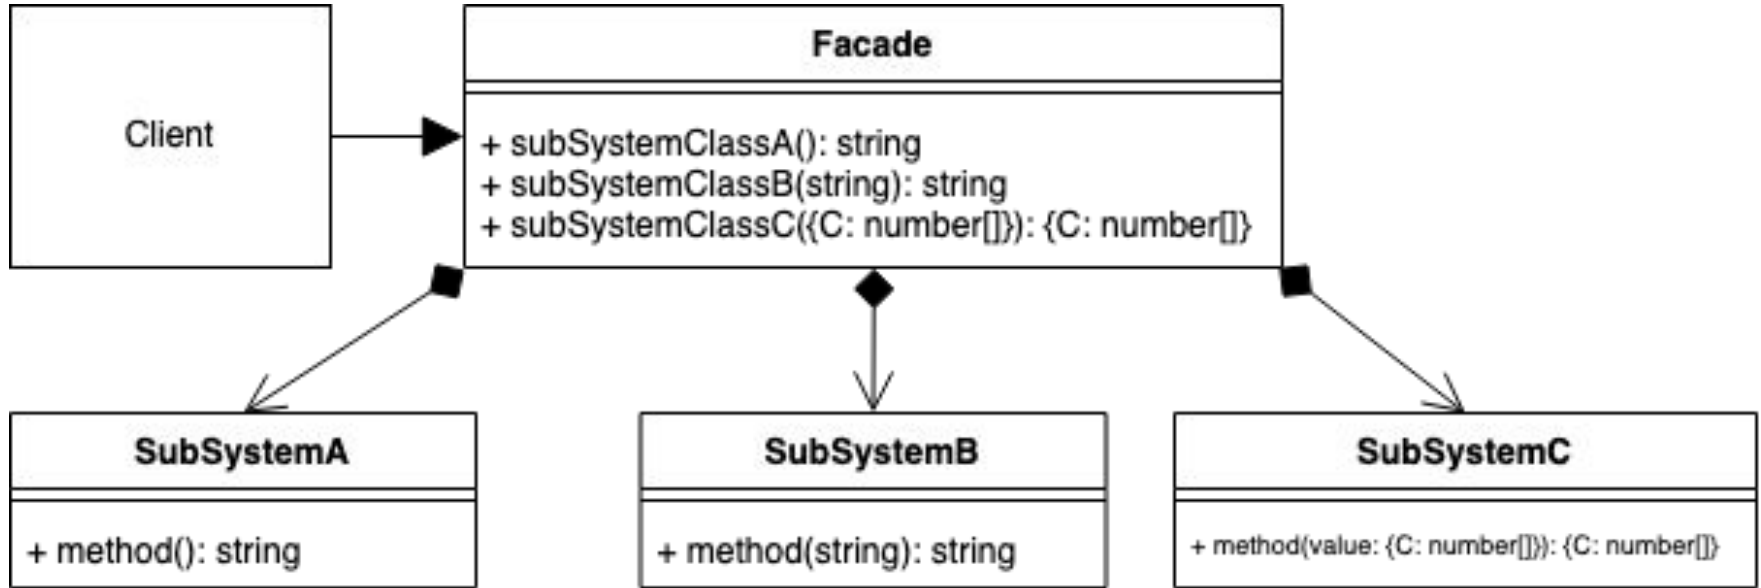 Client
Facade
+ subSystemClassA(): string
+ subSystemClassB(string): string
+ subSystemClassC({C: number[]}): {C: number[]}
SubSystemA
+ method(): string
SubSystemB
+ method(string): string
SubSystemC
+ method(value: {C: number[]}): {C: number[]}